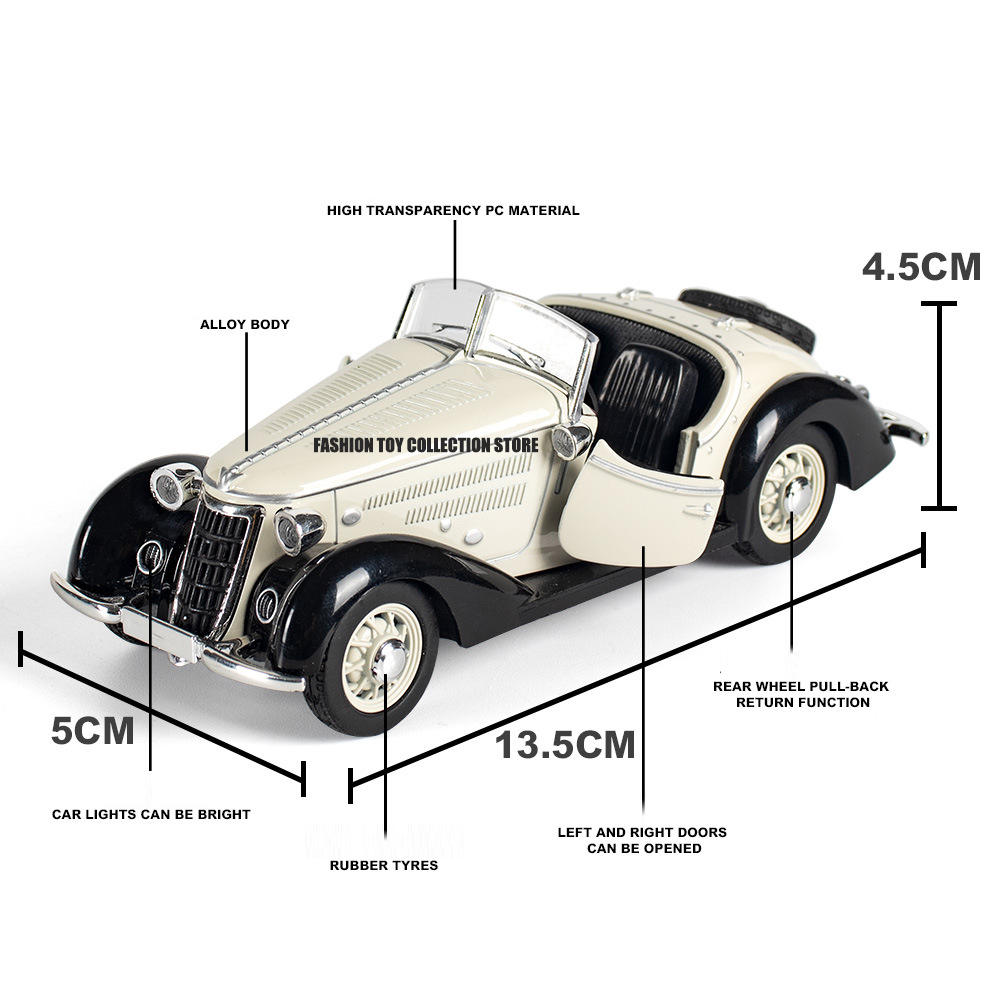 HIGH TRANSPARENCY PC MATERIAL
4.5CM
ALLOY BODY
FASHION TOY COLLECTION STORE
REAR WHEEL PULL-BACK
RETURN FUNCTION
5CM
13.5CM
CAR LIGHTS CAN BE BRIGHT
LEFT AND RIGHT DOORS
CAN BE OPENED
RUBBER TYRES